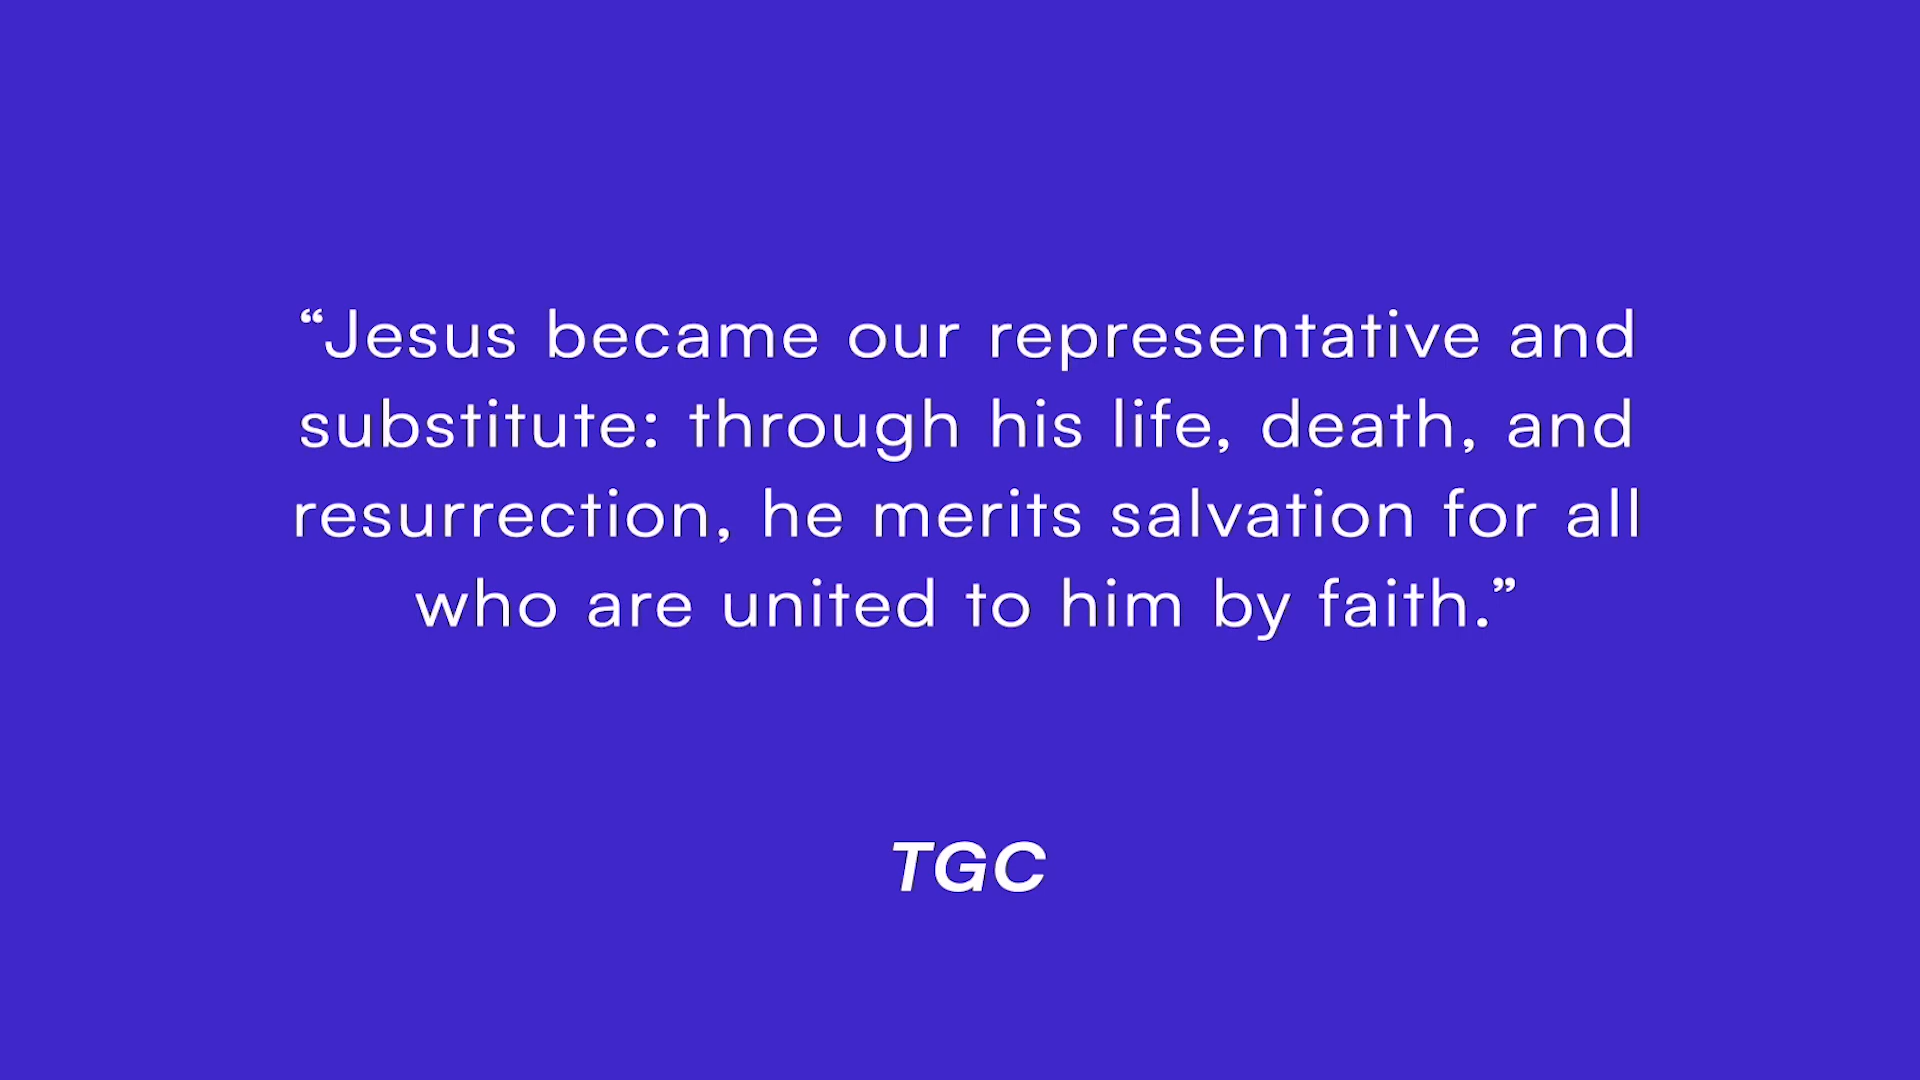 “Jesus became our representative and
substitute: through his life, death, and
resurrection, he merits salvation for all
who are united to him by faith.”
TGC